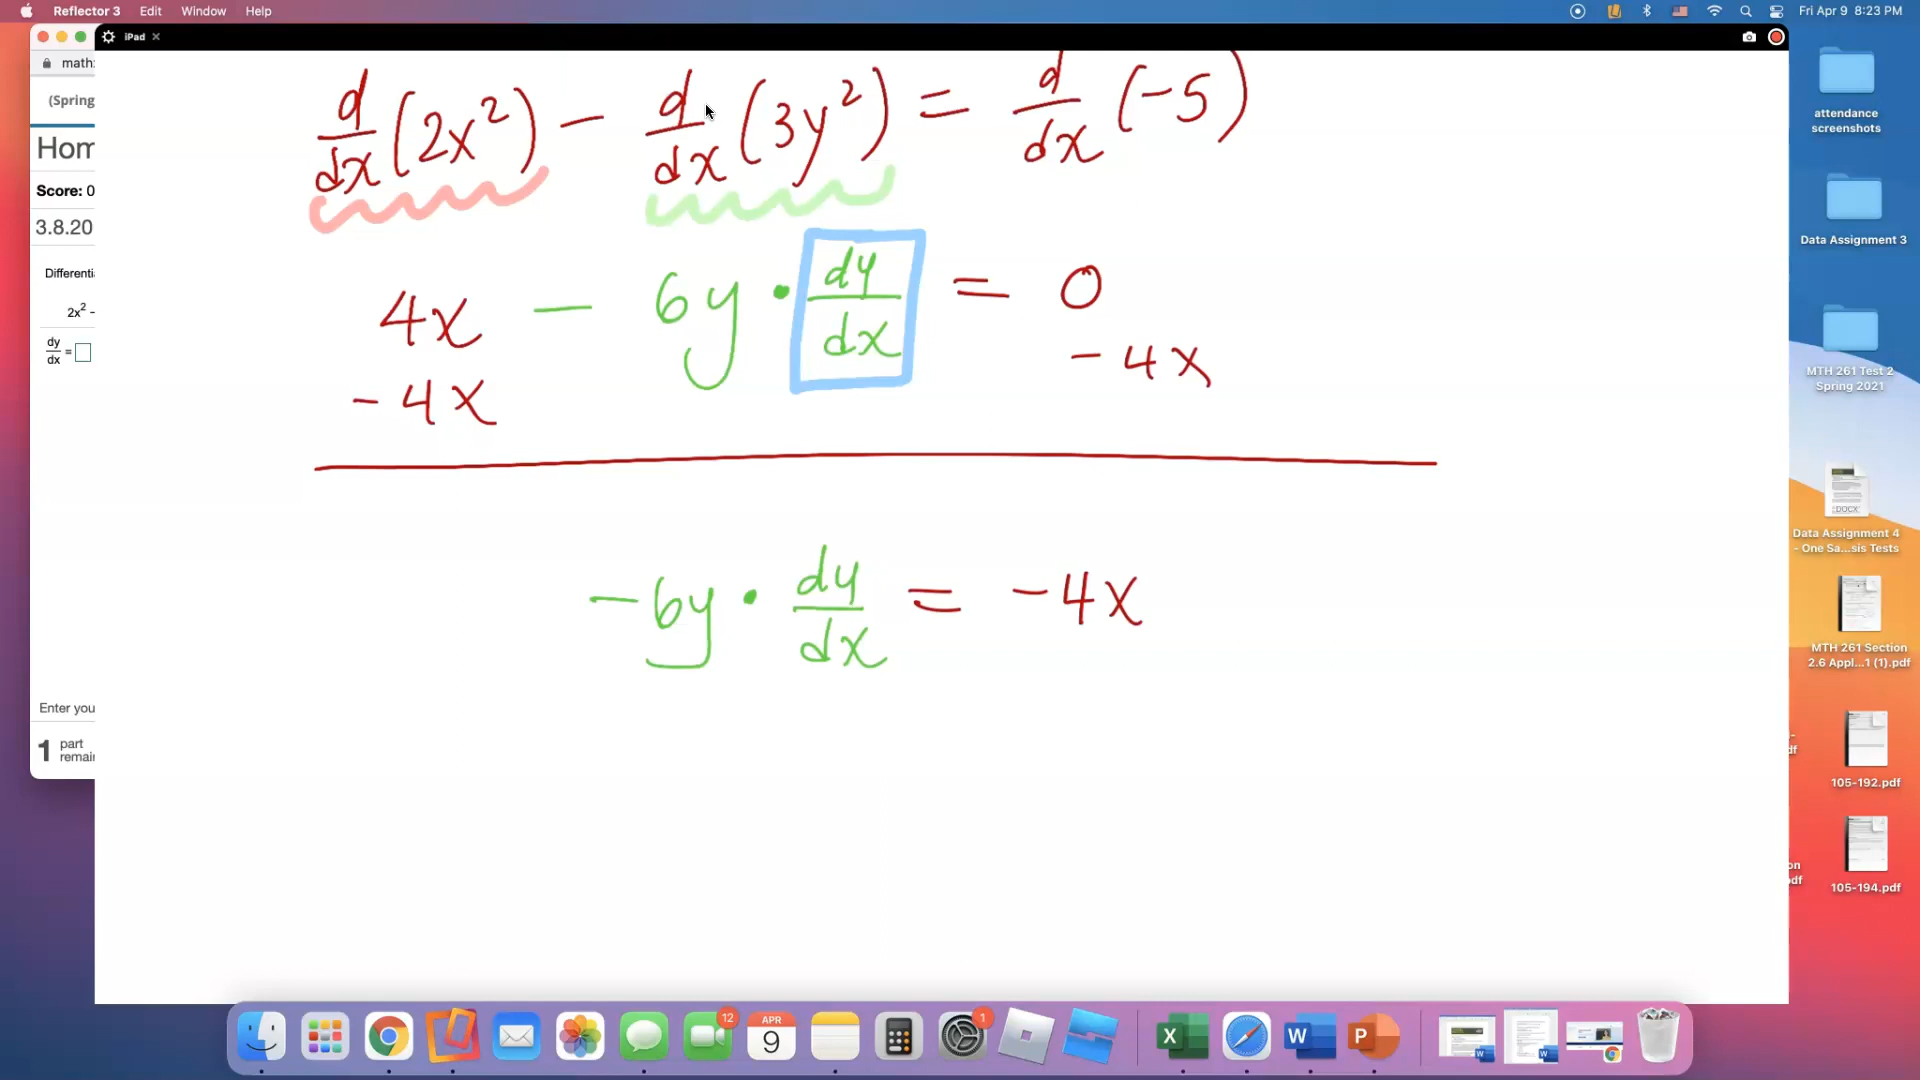 Reflector 3 Edit Window Help Fri Apr 9 8:23 PM
iPad
math:
(Spring
Hom
Score: 0
3.8.20
Differenti
2x² -
dy/dx =
Enter you
1 part remai
d/dx (2x²) - d/dx (3y²) = d/dx (-5)
4x - 6y · dy/dx = 0
-4x -4x
-6y · dy/dx = -4x
attendance
screenshots
Data Assignment 3
MTH 261 Test 2
Spring 2021
DOCX
Data Assignment 4
- One Sa...sis Tests
MTH 261 Section
2.6 Appl...1 (1).pdf
105-192.pdf
105-194.pdf
12
APR
9
1
X
W
P